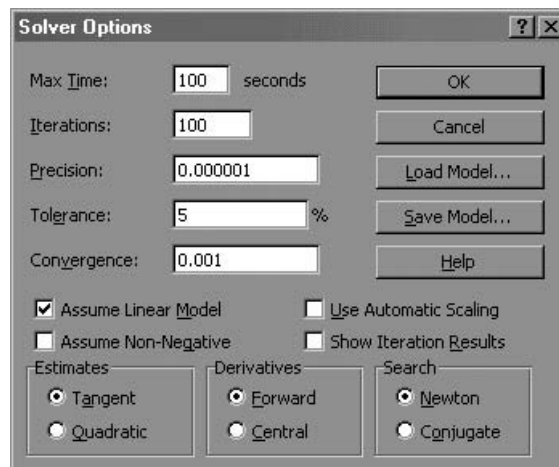 Solver Options
Max Time: 100 seconds
OK
Iterations: 100
Cancel
Precision: 0.000001
Load Model...
Tolerance: 5 %
Save Model...
Convergence: 0.001
Help
Assume Linear Model
Use Automatic Scaling
Assume Non-Negative
Show Iteration Results
Estimates
Tangent
Quadratic
Derivatives
Forward
Central
Search
Newton
Conjugate